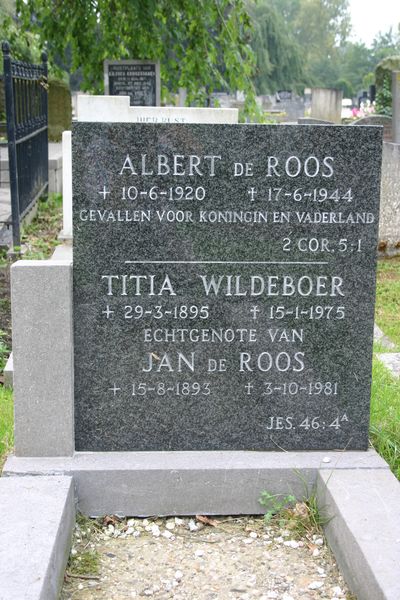 HIER RUST
ALBERT DE ROOS
+ 10-6-1920 † 17-6-1944
GEVALLEN VOOR KONINGIN EN VADERLAND
2 COR. 5:1
TITIA WILDEBOER
+ 29-3-1895 † 15-1-1975
ECHTGENOTE VAN
JAN DE ROOS
+ 15-8-1893 † 3-10-1981
JES. 46:4A